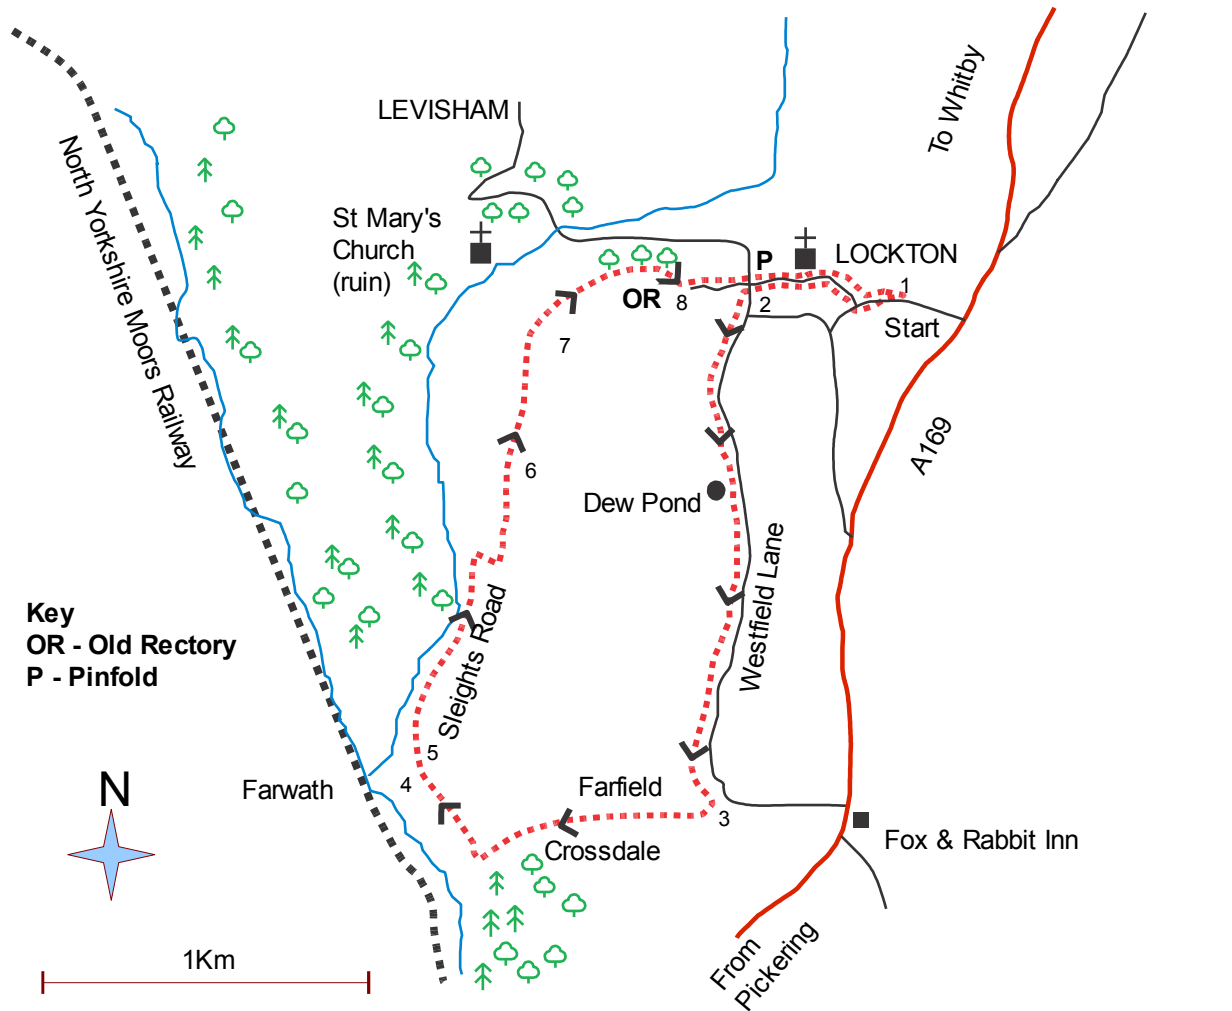 LEVISHAM
To Whitby
North Yorkshire Moors Railway
St Mary's
Church
(ruin)
P
LOCKTON
1
OR
8
2
Start
7
A169
6
Dew Pond
Westfield Lane
Sleights Road
Key
OR - Old Rectory
P - Pinfold
5
4
N
Farwath
Farfield
3
Crossdale
Fox & Rabbit Inn
1Km
From
Pickering